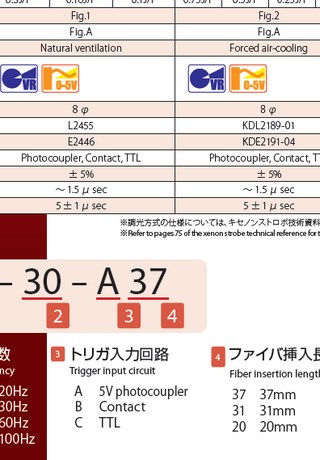 Fig.1 Fig.2
Fig.A Fig.A
Natural ventilation Forced air-cooling
VR 0-5V VR 0-5V
8 φ 8 φ
L2455 KDL2189-01
E2446 KDE2191-04
Photocoupler, Contact, TTL Photocoupler, Contact, T
± 5% ± 5%
～ 1.5 μ sec ～ 1.5 μ sec
5 ± 1 μ sec 5 ± 1 μ sec
※調光方式の仕様については、キセノンストロボ技術資料
※Refer to pages75 of the xenon strobe technical reference for t
– 30 – A 37
2 3 4
数
ncy
20Hz
30Hz
60Hz
100Hz
3 トリガ入力回路
Trigger input circuit
A 5V photocoupler
B Contact
C TTL
4 ファイバ挿入長
Fiber insertion length
37 37mm
31 31mm
20 20mm